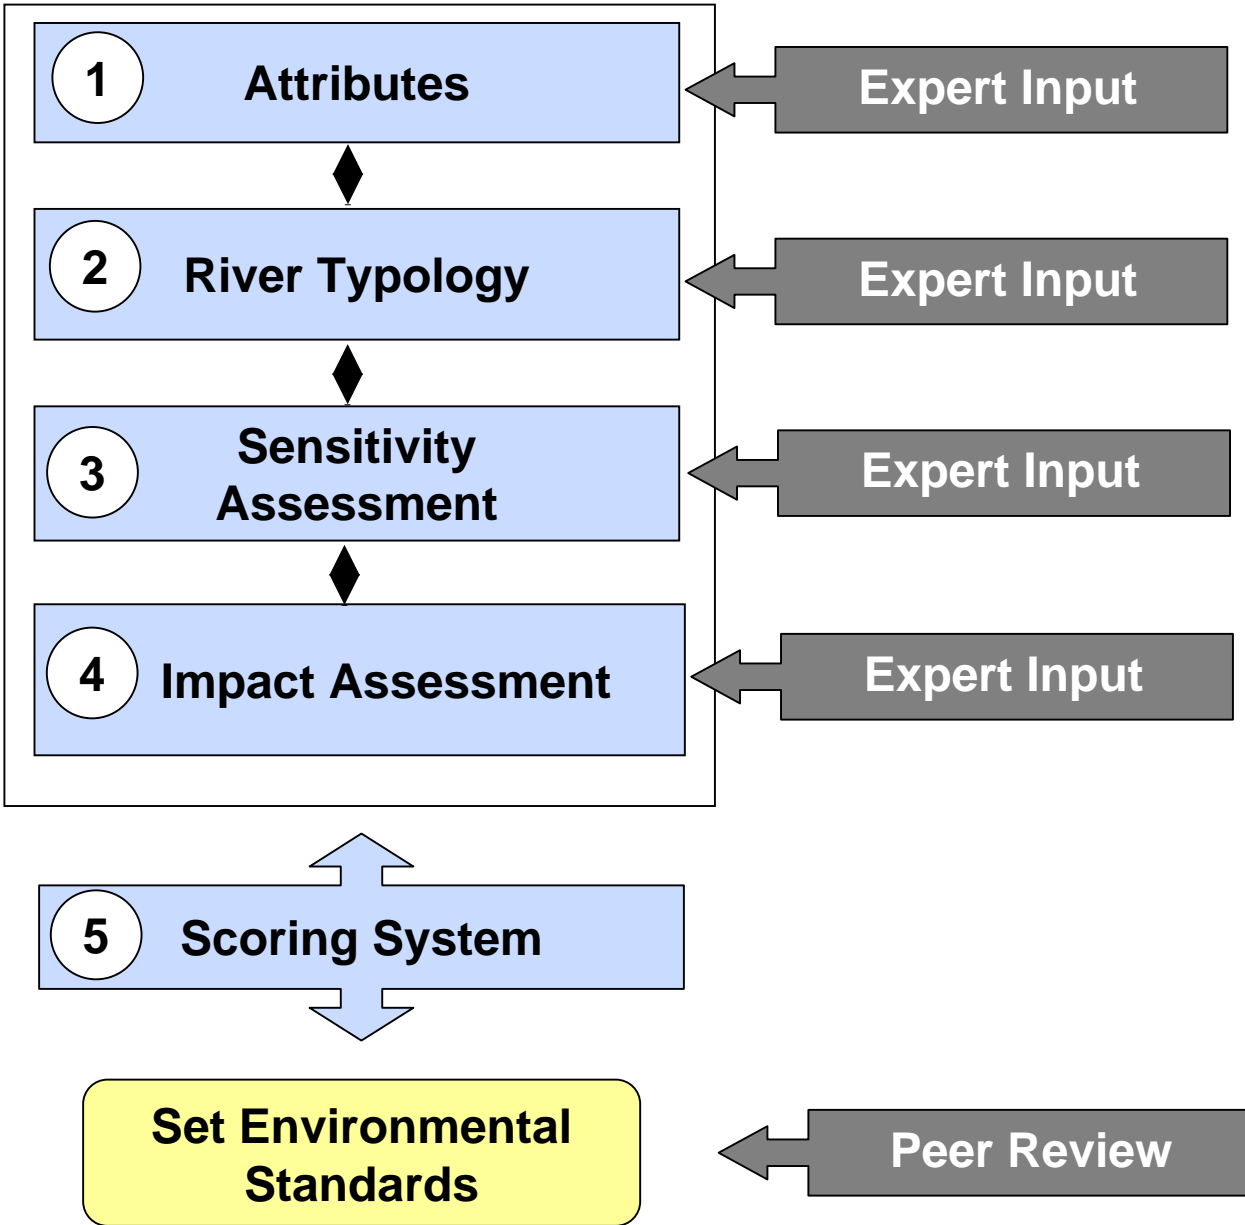 1
Attributes
Expert Input
2
River Typology
Expert Input
3
Sensitivity
Assessment
Expert Input
4
Impact Assessment
Expert Input
5
Scoring System
Set Environmental
Standards
Peer Review